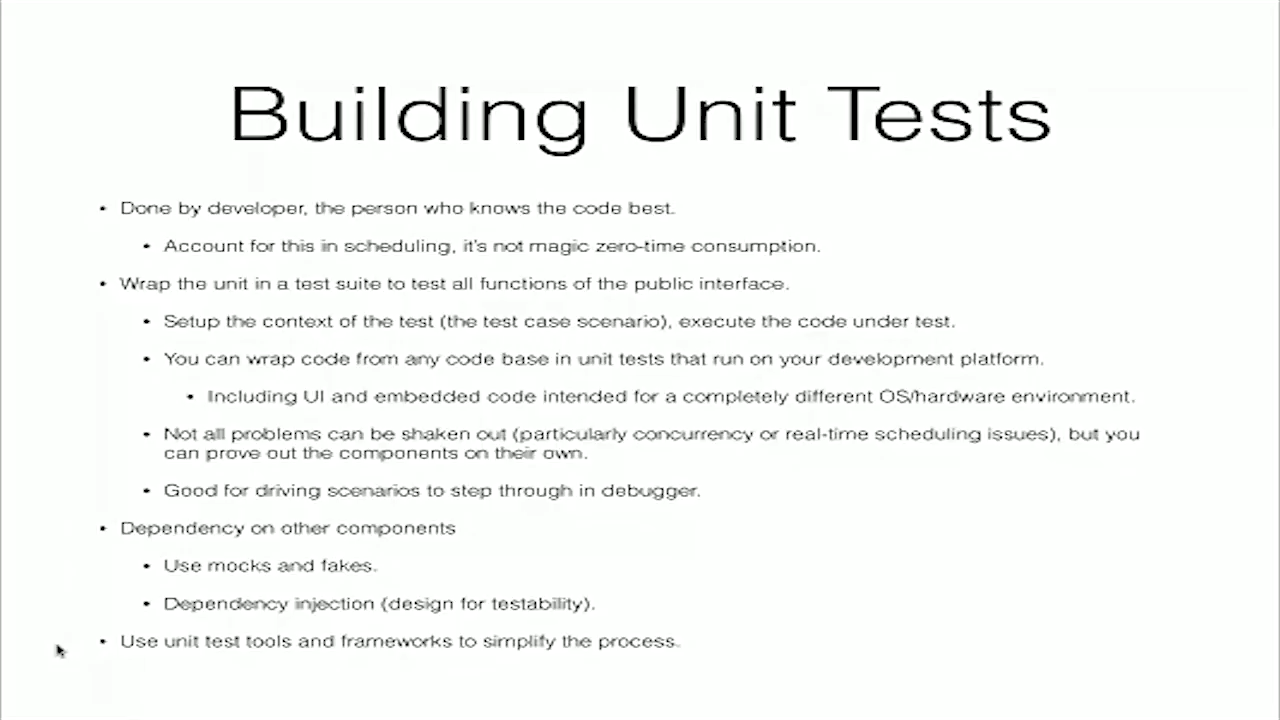 Building Unit Tests
• Done by developer, the person who knows the code best.
• Account for this in scheduling, it's not magic zero-time consumption.
• Wrap the unit in a test suite to test all functions of the public interface.
• Setup the context of the test (the test case scenario), execute the code under test.
• You can wrap code from any code base in unit tests that run on your development platform.
• Including UI and embedded code intended for a completely different OS/hardware environment.
• Not all problems can be shaken out (particularly concurrency or real-time scheduling issues), but you
can prove out the components on their own.
• Good for driving scenarios to step through in debugger.
• Dependency on other components
• Use mocks and fakes.
• Dependency injection (design for testability).
• Use unit test tools and frameworks to simplify the process.